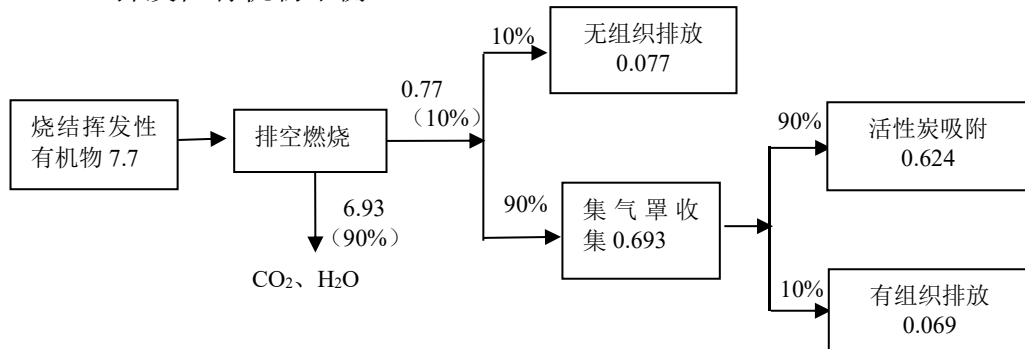 烧结挥发性
有机物 7.7
排空燃烧
0.77
（10%）
6.93
（90%）
CO₂、H₂O
10%
无组织排放
0.077
90%
集气罩收
集 0.693
90%
活性炭吸附
0.624
10%
有组织排放
0.069